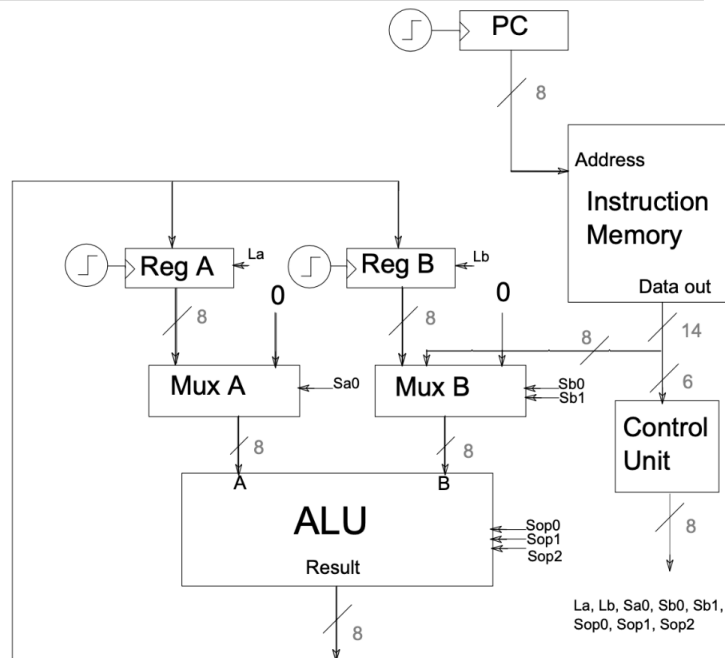 PC
8
Address
Instruction
Memory
Data out
14
La
Reg A
Lb
Reg B
0
0
8
8
8
6
Mux A
Sa0
Mux B
Sb0
Sb1
Control
Unit
8
8
8
A
B
ALU
Sop0
Sop1
Sop2
Result
8
La, Lb, Sa0, Sb0, Sb1,
Sop0, Sop1, Sop2